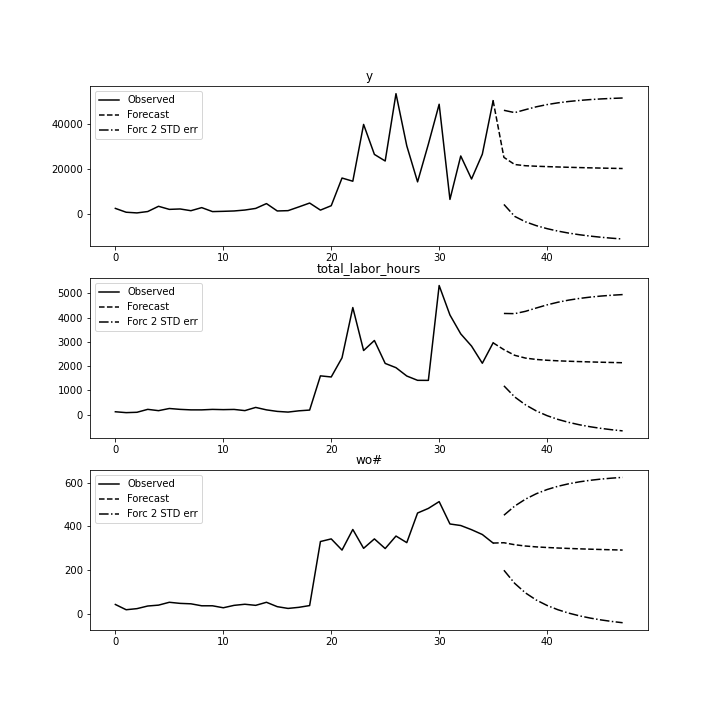 y
Observed
Forecast
Forc 2 STD err
40000
20000
0
0 10 20 30 40
total_labor_hours
Observed
Forecast
Forc 2 STD err
5000
4000
3000
2000
1000
0
0 10 20 30 40
wo#
Observed
Forecast
Forc 2 STD err
600
400
200
0
0 10 20 30 40